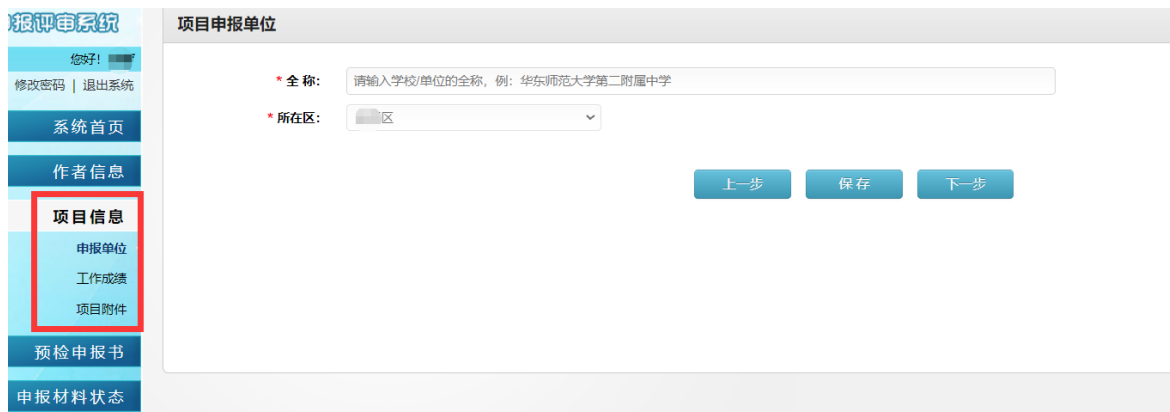 报评审系统
您好！
修改密码 | 退出系统
系统首页
作者信息
项目信息
申报单位
工作成绩
项目附件
预检申报书
申报材料状态
项目申报单位
* 全 称：
请输入学校/单位的全称，例：华东师范大学第二附属中学
* 所在区：
区
上一步
保存
下一步